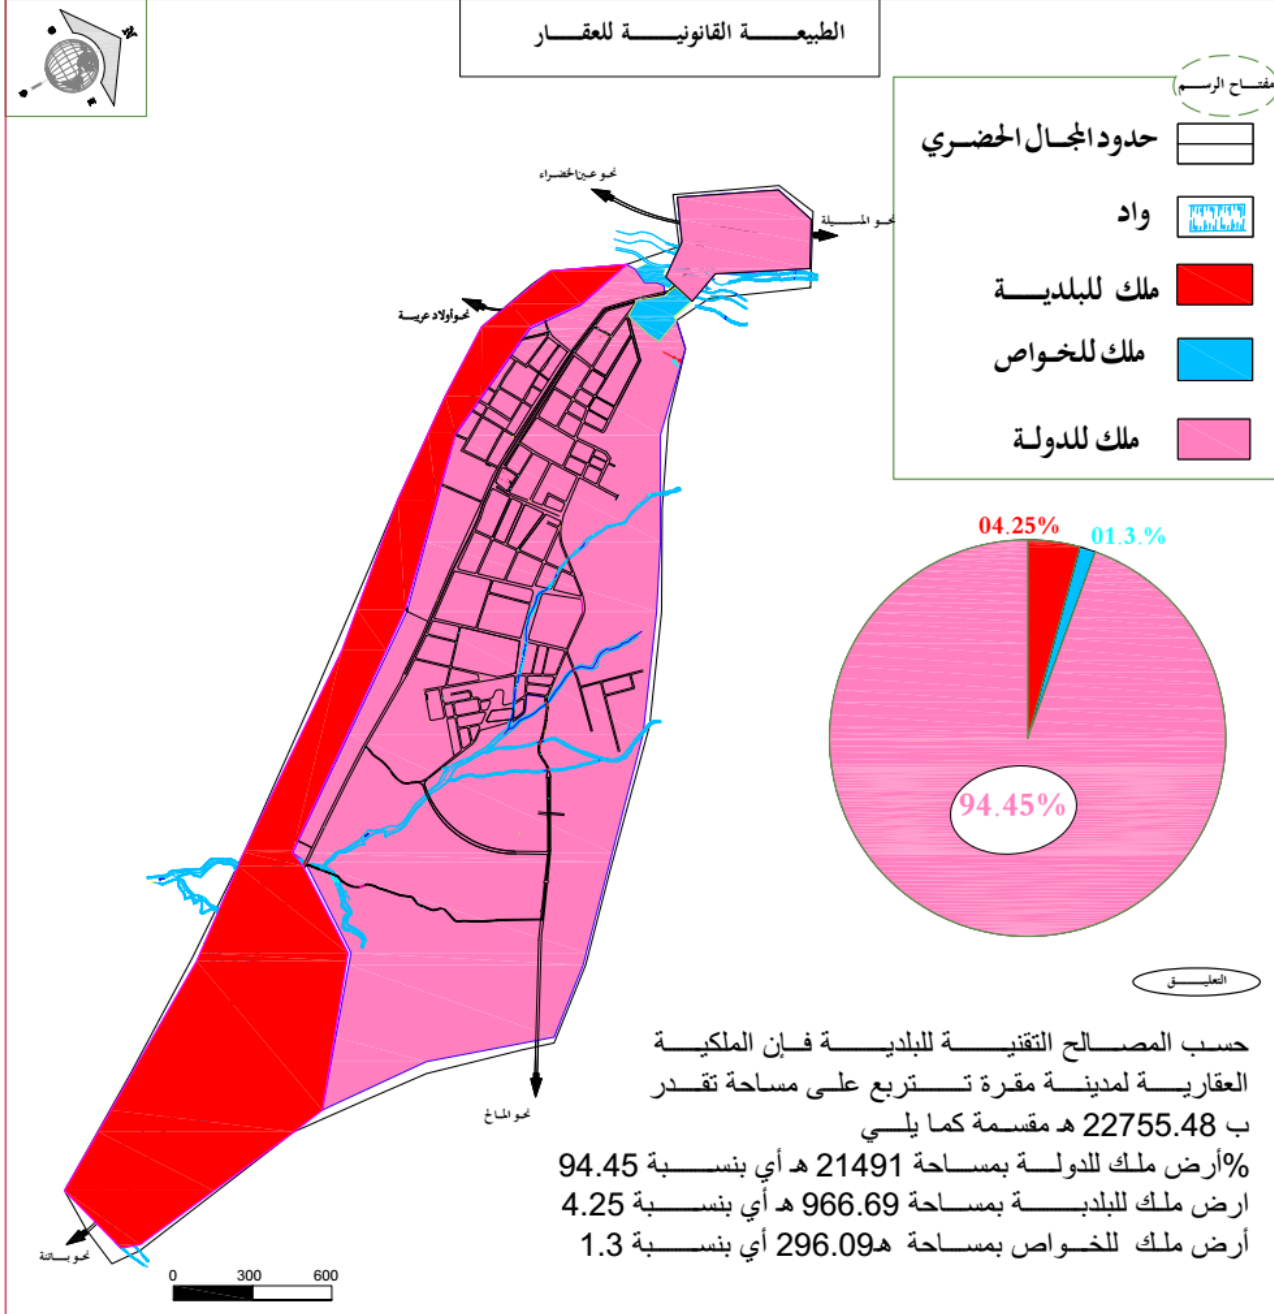 الطبيعة القانونية للعقار
مفتاح الرسم
حدود المجال الحضري
واد
ملك للبلدية
ملك للخواص
ملك للدولة
نحو عين الخضراء
نحو المسيلة
نحو أولاد عريبة
نحو المالح
نحو باتنة
0 300 600
04.25%
01.3.%
94.45%
التعليق
حسب المصالح التقنية للبلدية فإن الملكية
العقارية لمدينة مقرة تتربع على مساحة تقدر
ب 22755.48 هـ مقسمة كما يلي
%أرض ملك للدولة بمساحة 21491 هـ أي بنسبة 94.45
ارض ملك للبلدية بمساحة 966.69 هـ أي بنسبة 4.25
أرض ملك للخواص بمساحة هـ296.09 أي بنسبة 1.3